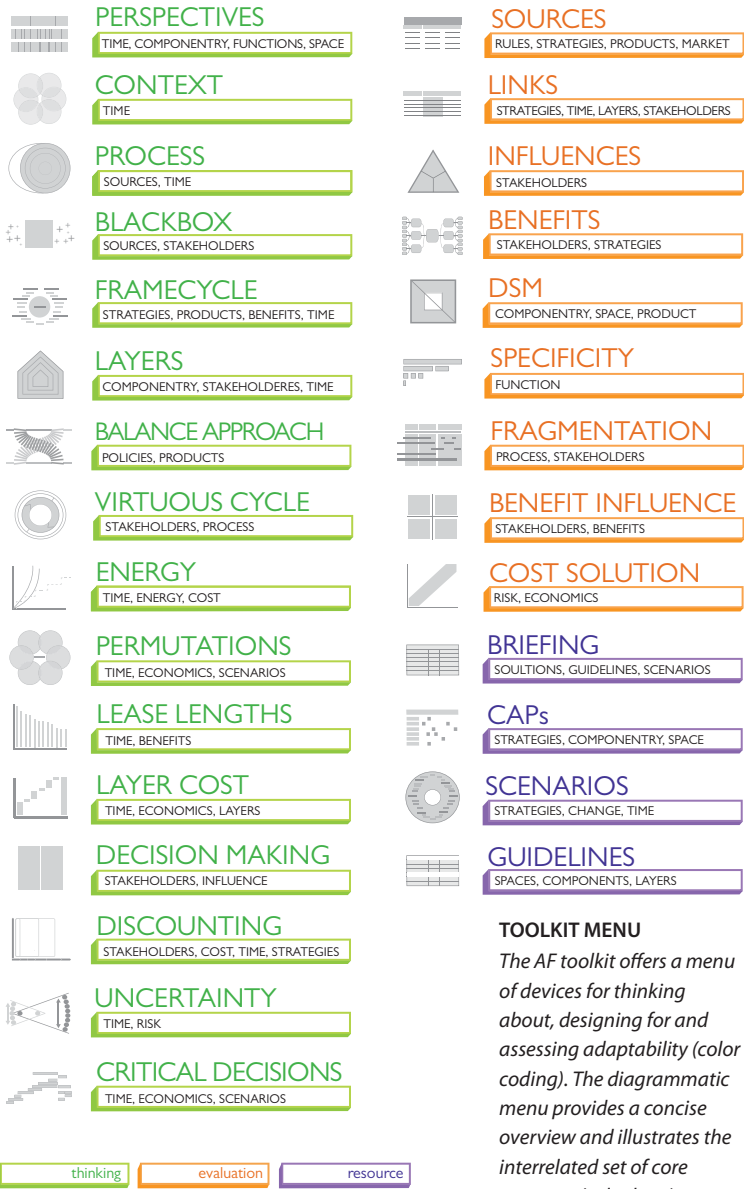 PERSPECTIVES
TIME, COMPONENTRY, FUNCTIONS, SPACE
CONTEXT
TIME
PROCESS
SOURCES, TIME
BLACKBOX
SOURCES, STAKEHOLDERS
FRAMECYCLE
STRATEGIES, PRODUCTS, BENEFITS, TIME
LAYERS
COMPONENTRY, STAKEHOLDERES, TIME
BALANCE APPROACH
POLICIES, PRODUCTS
VIRTUOUS CYCLE
STAKEHOLDERS, PROCESS
ENERGY
TIME, ENERGY, COST
PERMUTATIONS
TIME, ECONOMICS, SCENARIOS
LEASE LENGTHS
TIME, BENEFITS
LAYER COST
TIME, ECONOMICS, LAYERS
DECISION MAKING
STAKEHOLDERS, INFLUENCE
DISCOUNTING
STAKEHOLDERS, COST, TIME, STRATEGIES
UNCERTAINTY
TIME, RISK
CRITICAL DECISIONS
TIME, ECONOMICS, SCENARIOS
SOURCES
RULES, STRATEGIES, PRODUCTS, MARKET
LINKS
STRATEGIES, TIME, LAYERS, STAKEHOLDERS
INFLUENCES
STAKEHOLDERS
BENEFITS
STAKEHOLDERS, STRATEGIES
DSM
COMPONENTRY, SPACE, PRODUCT
SPECIFICITY
FUNCTION
FRAGMENTATION
PROCESS, STAKEHOLDERS
BENEFIT INFLUENCE
STAKEHOLDERS, BENEFITS
COST SOLUTION
RISK, ECONOMICS
BRIEFING
SOULTIONS, GUIDELINES, SCENARIOS
CAPs
STRATEGIES, COMPONENTRY, SPACE
SCENARIOS
STRATEGIES, CHANGE, TIME
GUIDELINES
SPACES, COMPONENTS, LAYERS
TOOLKIT MENU
The AF toolkit offers a menu
of devices for thinking
about, designing for and
assessing adaptability (color
coding). The diagrammatic
menu provides a concise
overview and illustrates the
interrelated set of core
thinking
evaluation
resource